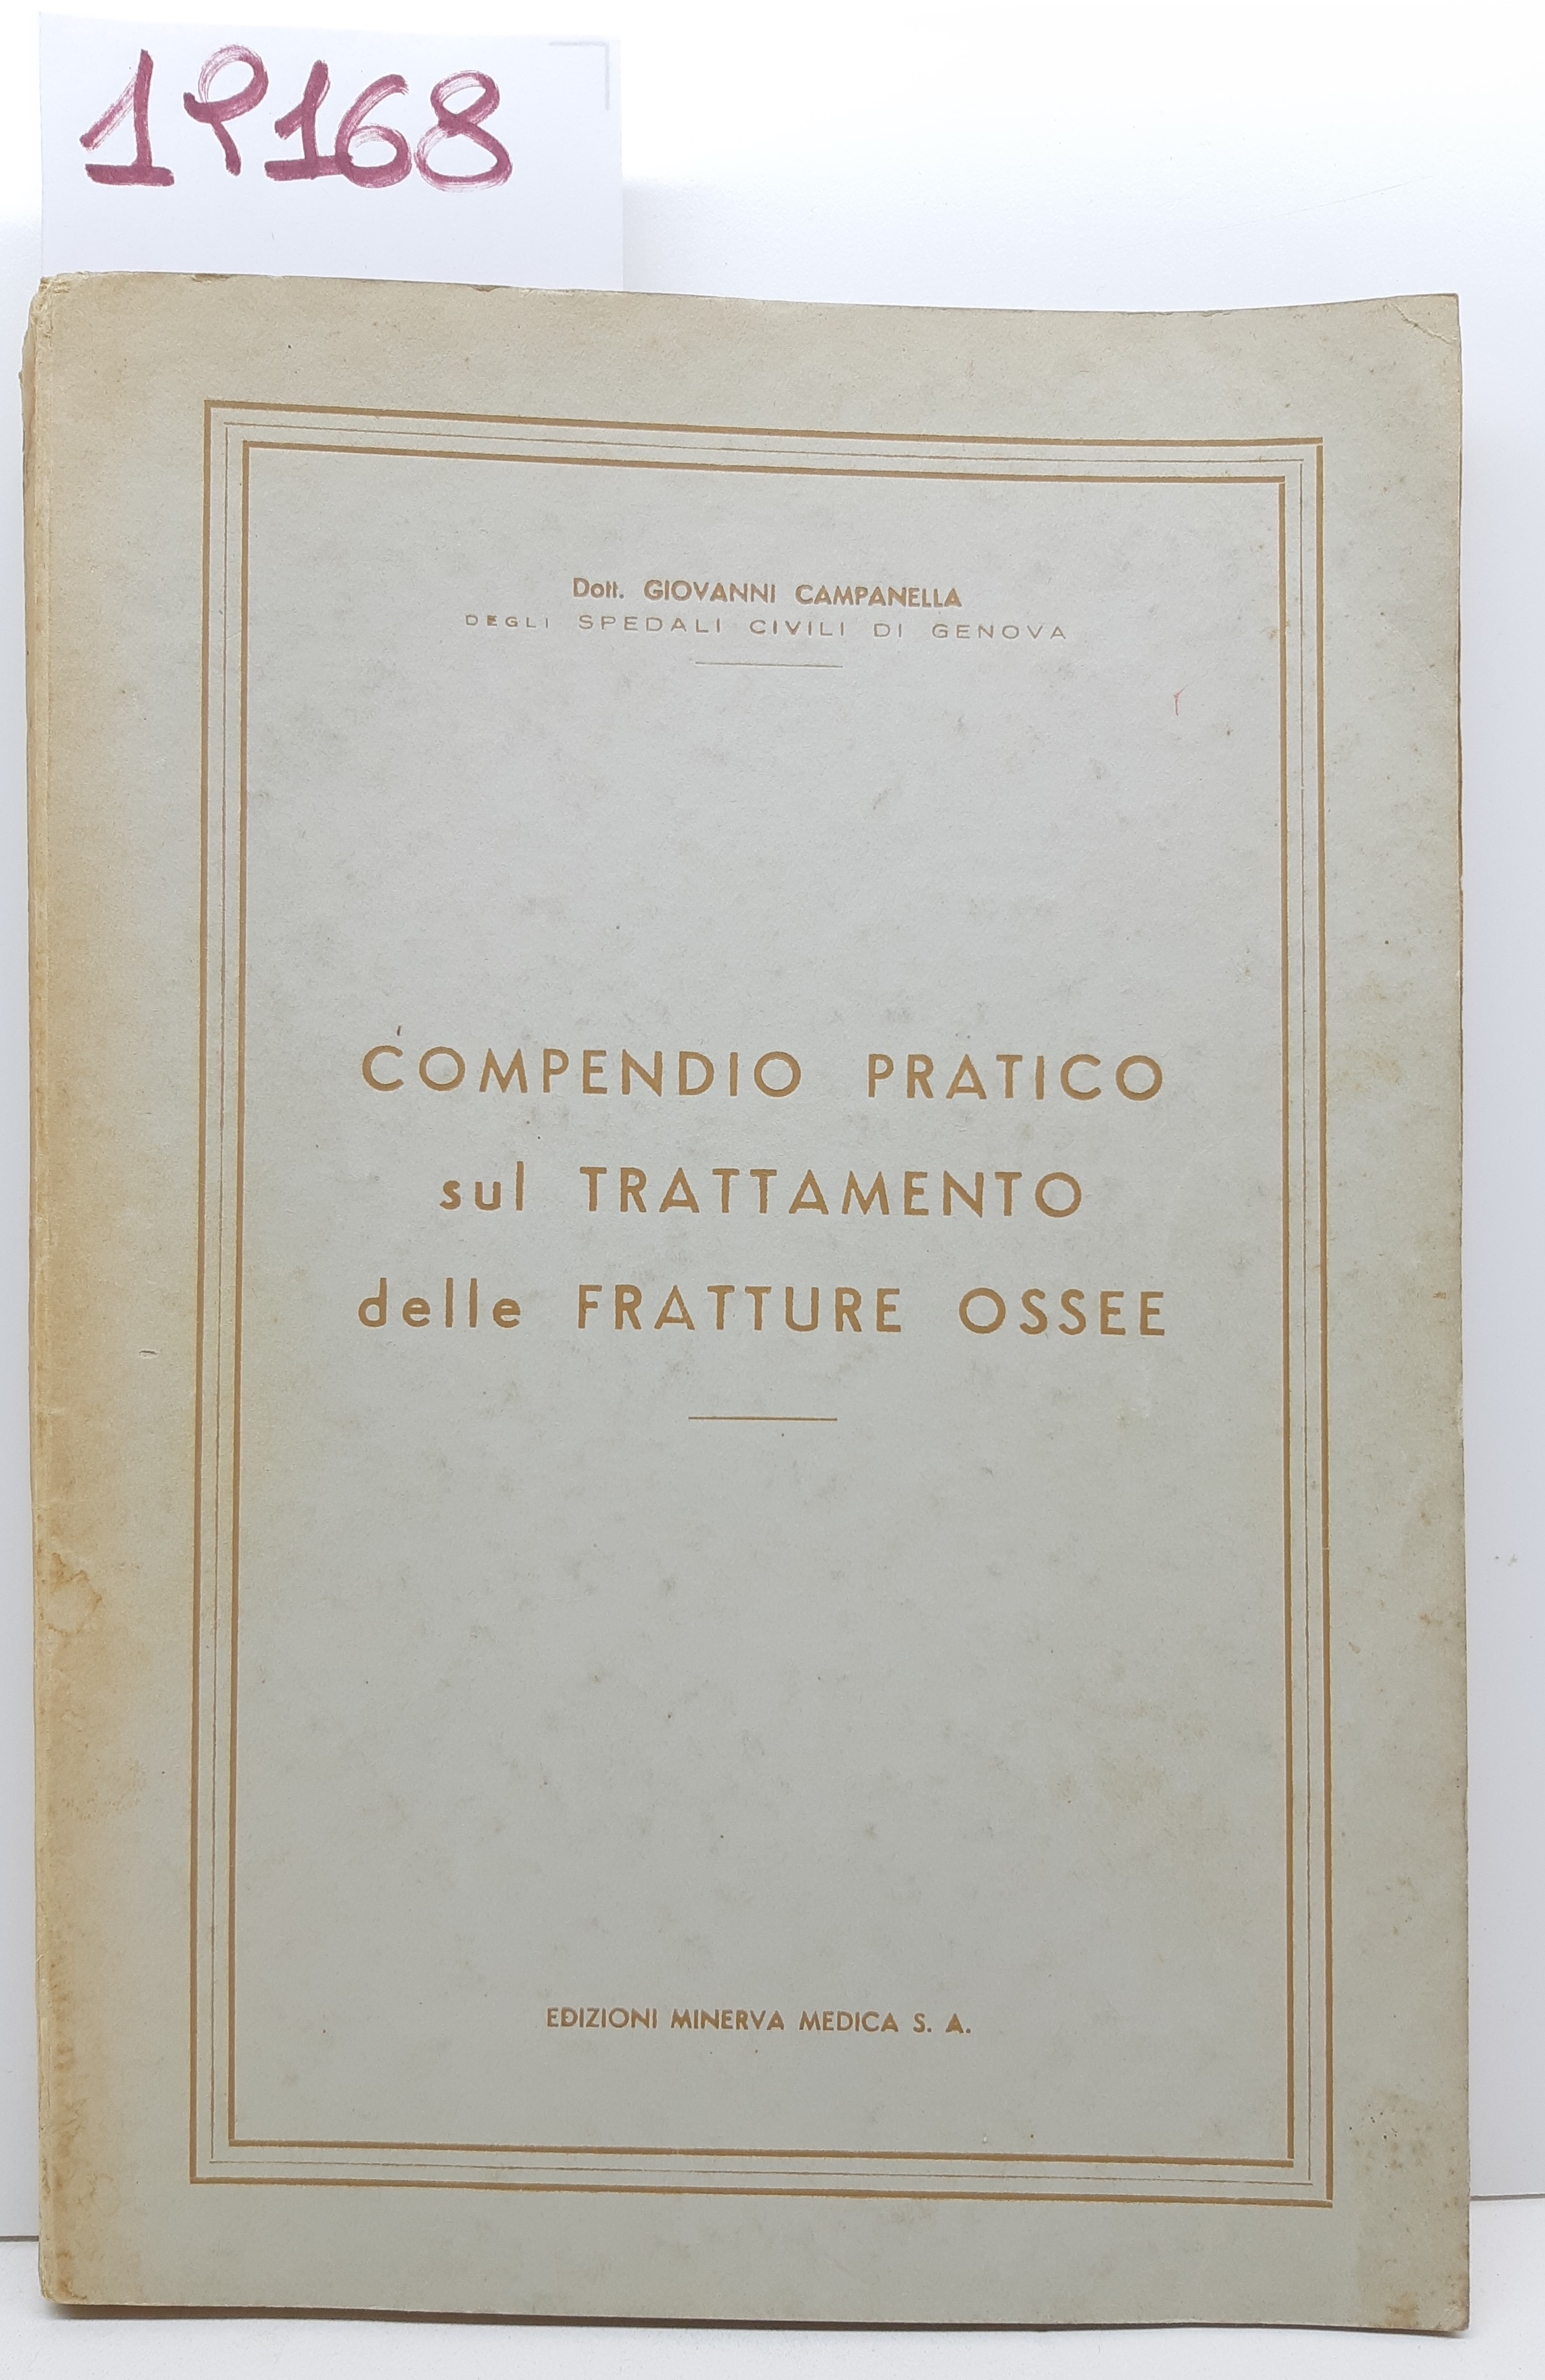 19168
Dott. GIOVANNI CAMPANELLA
DEGLI SPEDALI CIVILI DI GENOVA
COMPENDIO PRATICO
sul TRATTAMENTO
delle FRATTURE OSSEE
EDIZIONI MINERVA MEDICA S. A.